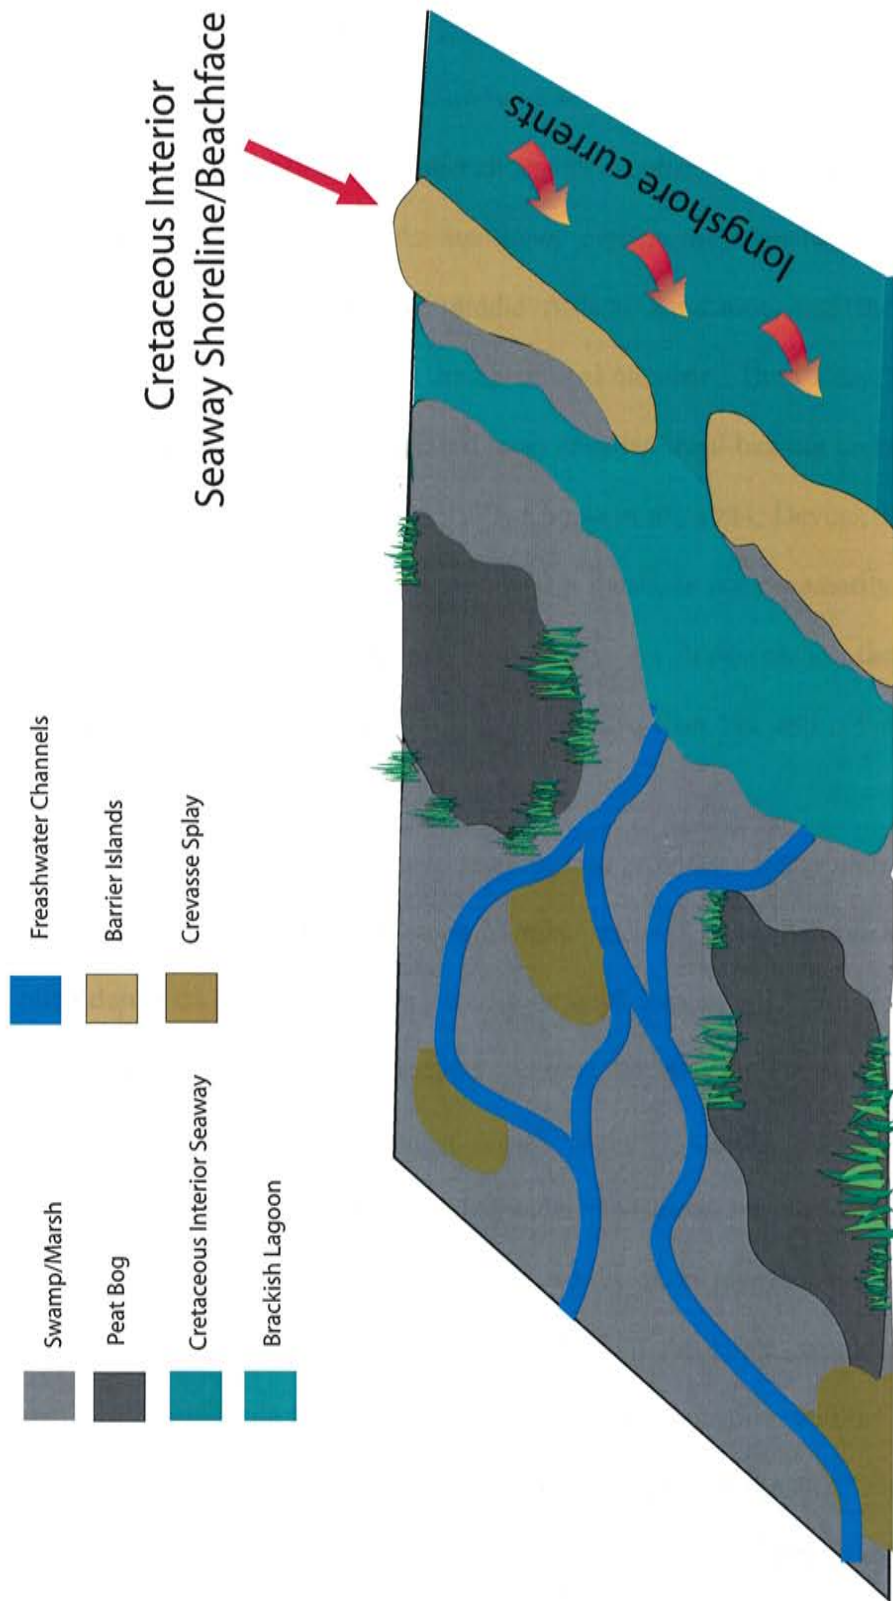 Cretaceous Interior
Seaway Shoreline/Beachface
longshore currents
Swamp/Marsh
Peat Bog
Cretaceous Interior Seaway
Brackish Lagoon
Freashwater Channels
Barrier Islands
Crevasse Splay